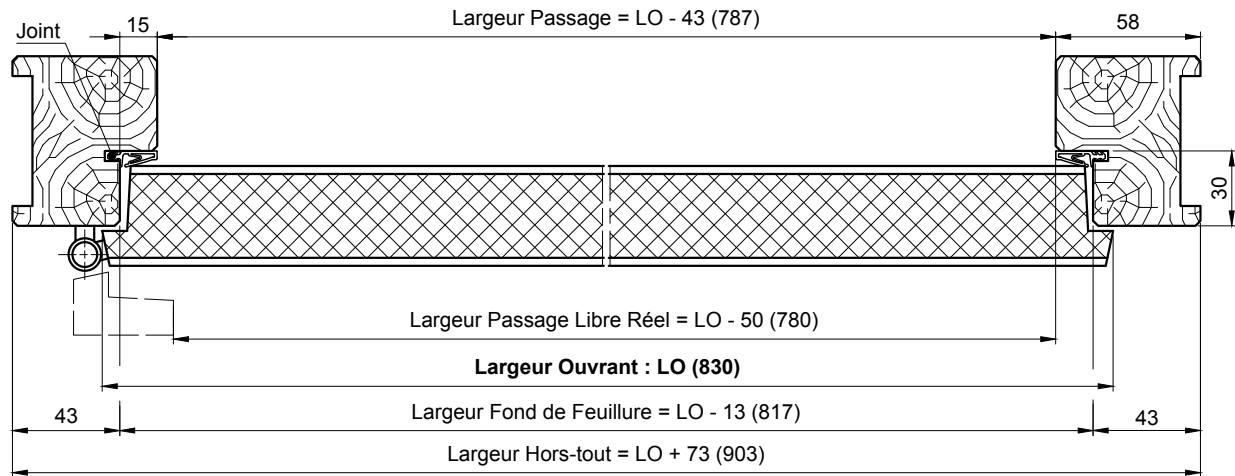 Largeur Passage = LO - 43 (787)
15
58
Joint
30
Largeur Passage Libre Réel = LO - 50 (780)
Largeur Ouvrant : LO (830)
43
Largeur Fond de Feuillure = LO - 13 (817)
43
Largeur Hors-tout = LO + 73 (903)